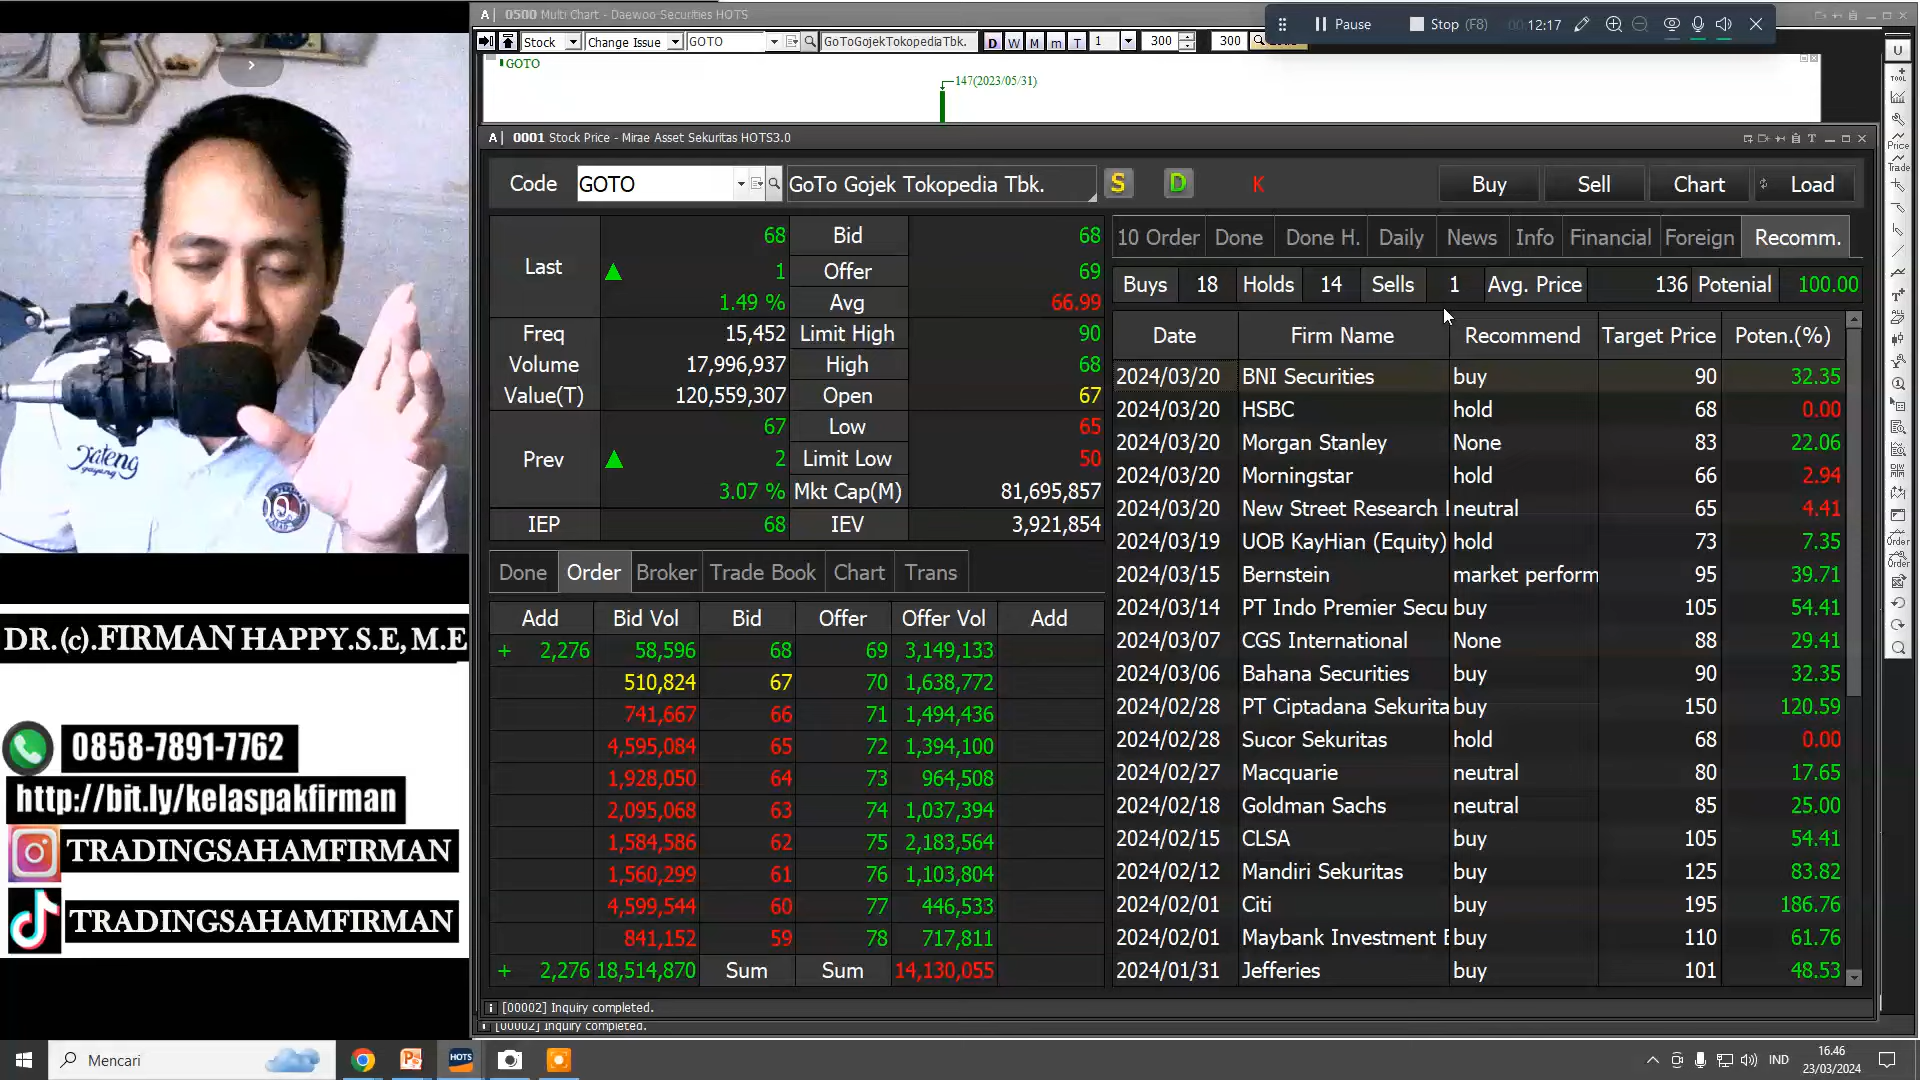 0500 Multi Chart - Daewoo Securities HOTS
Pause Stop (F8) 00:12:17
Stock Change Issue GOTO GoToGojekTokopediaTbk. D W M m T 1 300 300
GOTO
147(2023/05/31)
0001 Stock Price - Mirae Asset Sekuritas HOTS3.0
Code GOTO GoTo Gojek Tokopedia Tbk. S D K Buy Sell Chart Load
Last 68 Bid 68
1 Offer 69
1.49 % Avg 66.99
Freq 15,452 Limit High 90
Volume 17,996,937 High 68
Value(T) 120,559,307 Open 67
67 Low 65
Prev 2 Limit Low 50
3.07 % Mkt Cap(M) 81,695,857
IEP 68 IEV 3,921,854
Done Order Broker Trade Book Chart Trans
Add Bid Vol Bid Offer Offer Vol Add
+ 2,276 58,596 68 69 3,149,133
510,824 67 70 1,638,772
741,667 66 71 1,494,436
4,595,084 65 72 1,394,100
1,928,050 64 73 964,508
2,095,068 63 74 1,037,394
1,584,586 62 75 2,183,564
1,560,299 61 76 1,103,804
4,599,544 60 77 446,533
841,152 59 78 717,811
+ 2,276 18,514,870 Sum Sum 14,130,055
10 Order Done Done H. Daily News Info Financial Foreign Recomm.
Buys 18 Holds 14 Sells 1 Avg. Price 136 Potenial 100.00
Date Firm Name Recommend Target Price Poten.(%)
2024/03/20 BNI Securities buy 90 32.35
2024/03/20 HSBC hold 68 0.00
2024/03/20 Morgan Stanley None 83 22.06
2024/03/20 Morningstar hold 66 2.94
2024/03/20 New Street Research neutral 65 4.41
2024/03/19 UOB KayHian (Equity) hold 73 7.35
2024/03/15 Bernstein market perform 95 39.71
2024/03/14 PT Indo Premier Secu buy 105 54.41
2024/03/07 CGS International None 88 29.41
2024/03/06 Bahana Securities buy 90 32.35
2024/02/28 PT Ciptadana Sekurita buy 150 120.59
2024/02/28 Sucor Sekuritas hold 68 0.00
2024/02/27 Macquarie neutral 80 17.65
2024/02/18 Goldman Sachs neutral 85 25.00
2024/02/15 CLSA buy 105 54.41
2024/02/12 Mandiri Sekuritas buy 125 83.82
2024/02/01 Citi buy 195 186.76
2024/02/01 Maybank Investment buy 110 61.76
2024/01/31 Jefferies buy 101 48.53
[00002] Inquiry completed.
[00002] Inquiry completed.
Jateng
gayeng
DR.(c).FIRMAN HAPPY.S.E, M.E
0858-7891-7762
http://bit.ly/kelaspakfirman
TRADINGSAHAMFIRMAN
TRADINGSAHAMFIRMAN
U
TOOL
Price
Trade
Order
Order
Mencari HOTS IND 16.46
23/03/2024